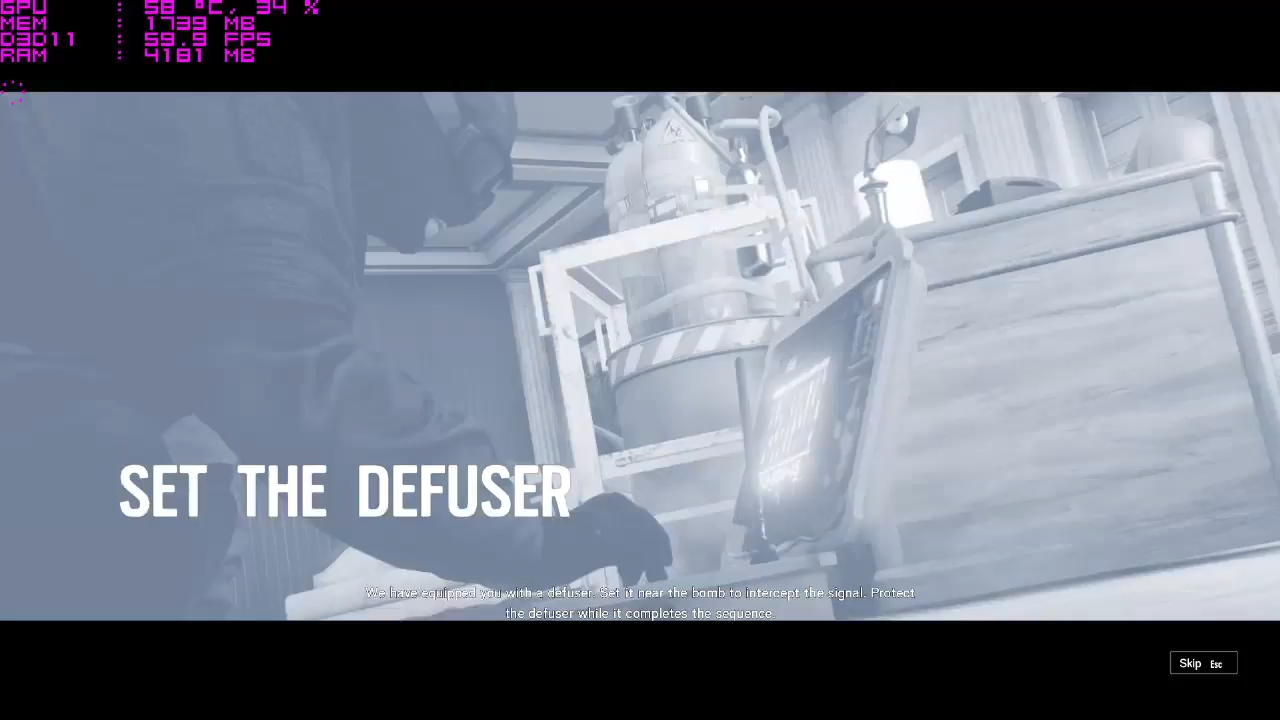 GPU : 58 °C, 34 %
MEM : 1739 MB
D3D11 : 59.9 FPS
RAM : 4181 MB
SET THE DEFUSER
We have equipped you with a defuser. Set it near the bomb to intercept the signal. Protect
the defuser while it completes the sequence.
Skip Esc